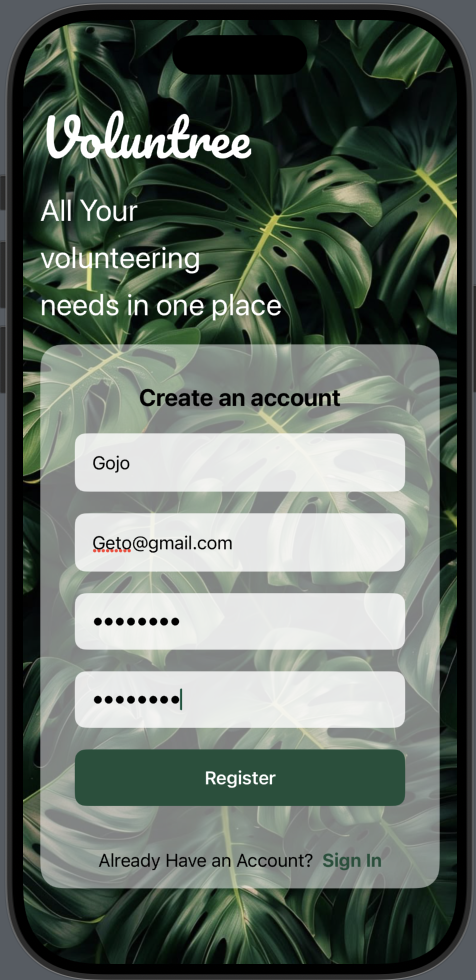 Voluntree
All Your
volunteering
needs in one place
Create an account
Gojo
Geto@gmail.com
••••••••
••••••••
Register
Already Have an Account? Sign In